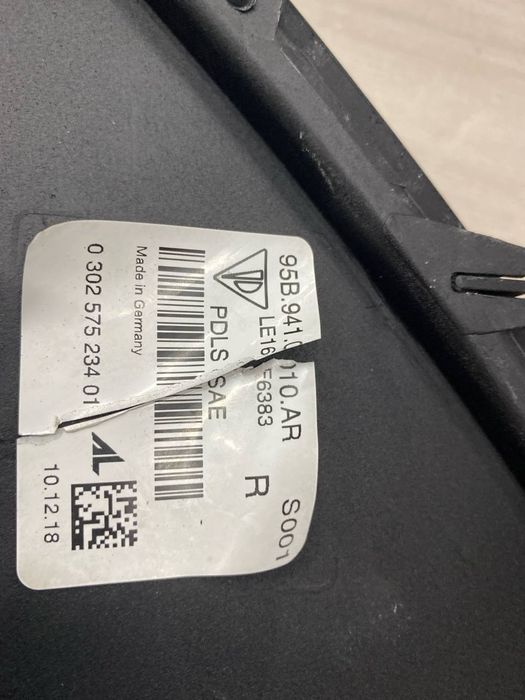 95B.941.010.AR S001
LE16 F6383 R
PDLS SAE
Made in Germany
0 302 575 234 01 AL
10.12.18